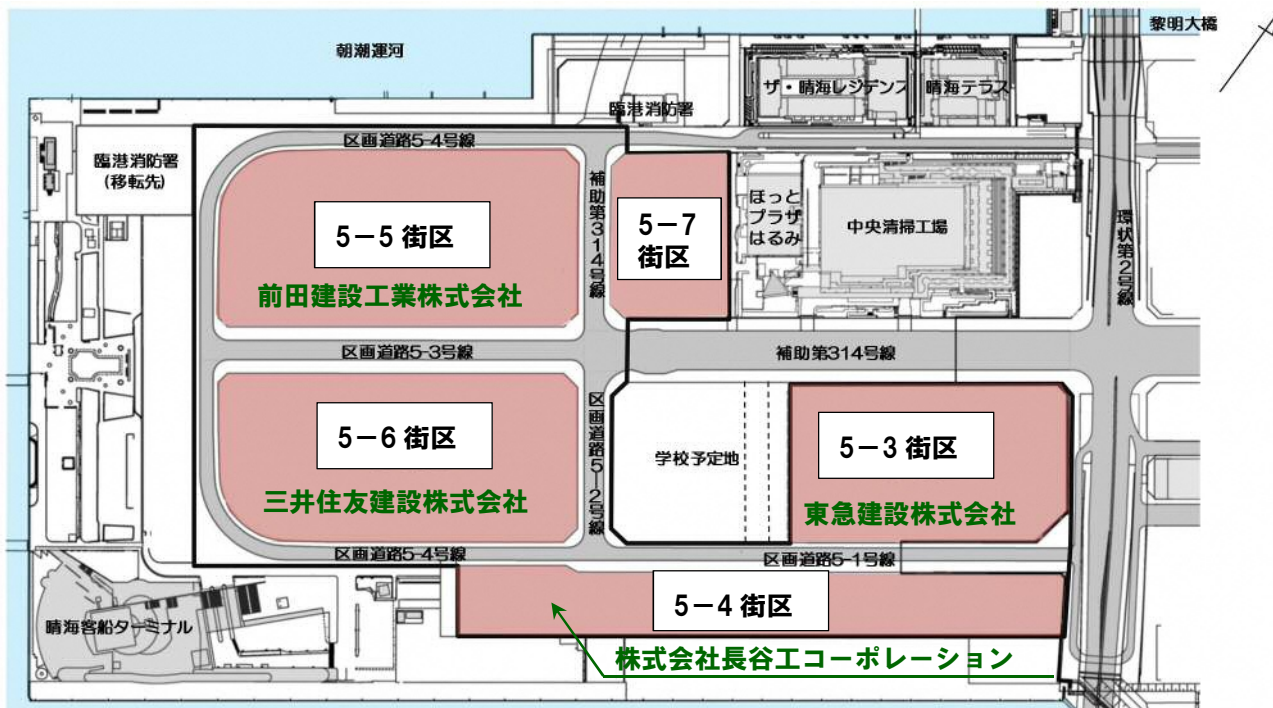 黎明大橋
朝潮運河
ザ・晴海レジデンス
晴海テラス
臨港消防署
区画道路5-4号線
臨港消防署
(移転先)
補助第314号線
5－5 街区
前田建設工業株式会社
5－7
街区
ほっと
プラザ
はるみ
中央清掃工場
環状第2号線
区画道路5-3号線
補助第314号線
5－6 街区
三井住友建設株式会社
区画道路5-2号線
学校予定地
5－3 街区
東急建設株式会社
区画道路5-4号線
区画道路5-1号線
5－4 街区
晴海客船ターミナル
株式会社長谷工コーポレーション